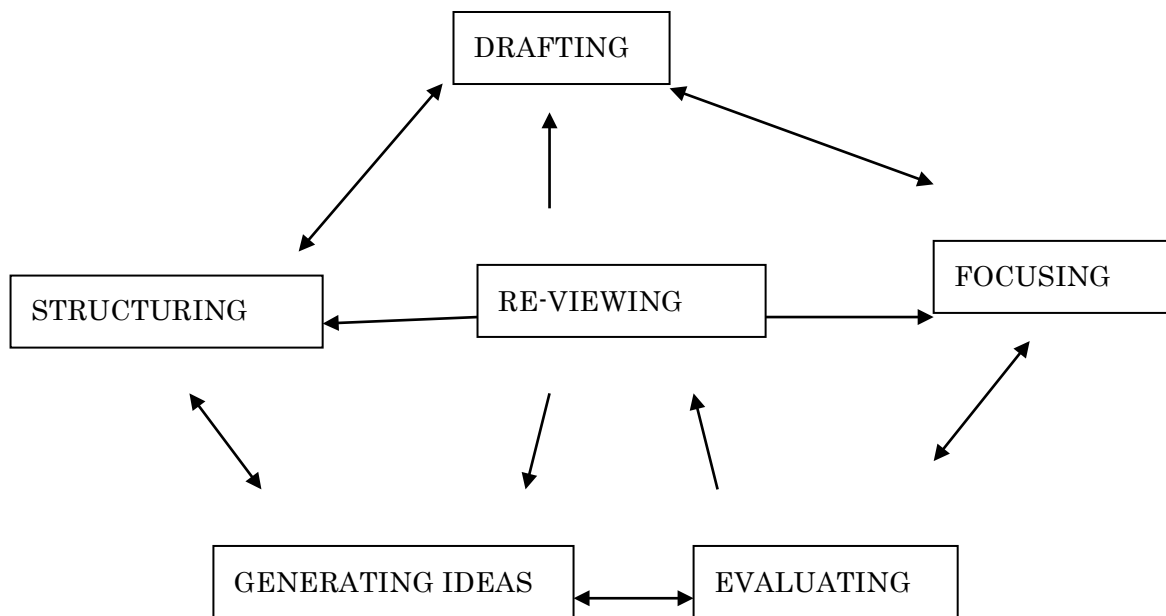 DRAFTING
FOCUSING
STRUCTURING
RE-VIEWING
GENERATING IDEAS
EVALUATING